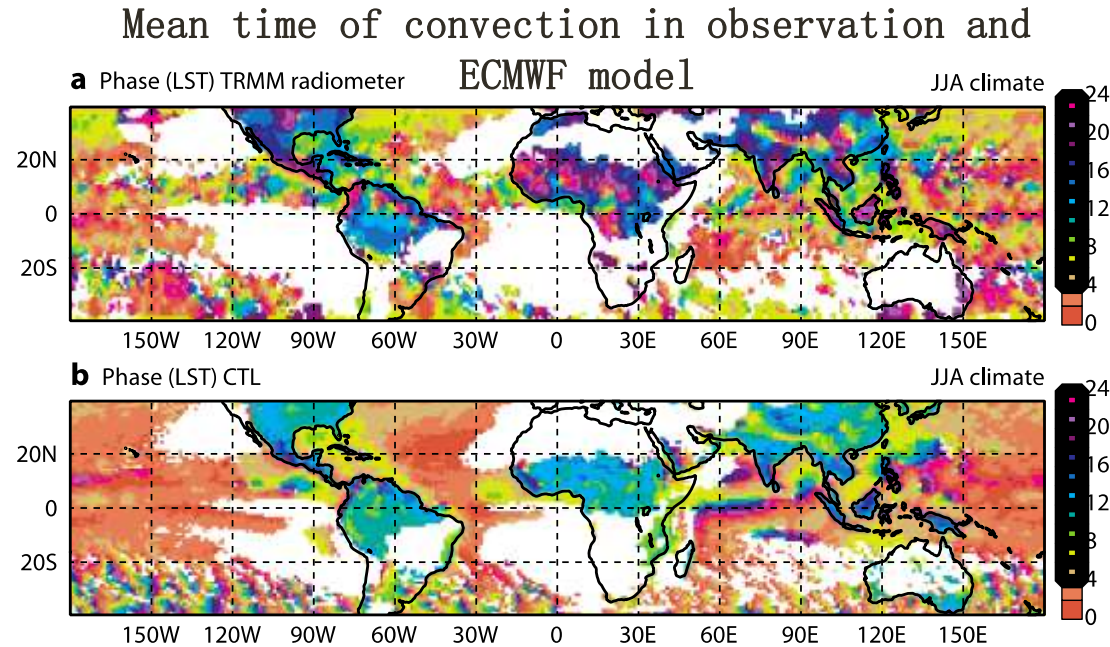 Mean time of convection in observation and
ECMWF model
a Phase (LST) TRMM radiometer
JJA climate
20N
0
20S
150W 120W 90W 60W 30W 0 30E 60E 90E 120E 150E
24
20
16
12
8
4
0
b Phase (LST) CTL
JJA climate
20N
0
20S
150W 120W 90W 60W 30W 0 30E 60E 90E 120E 150E
24
20
16
12
8
4
0